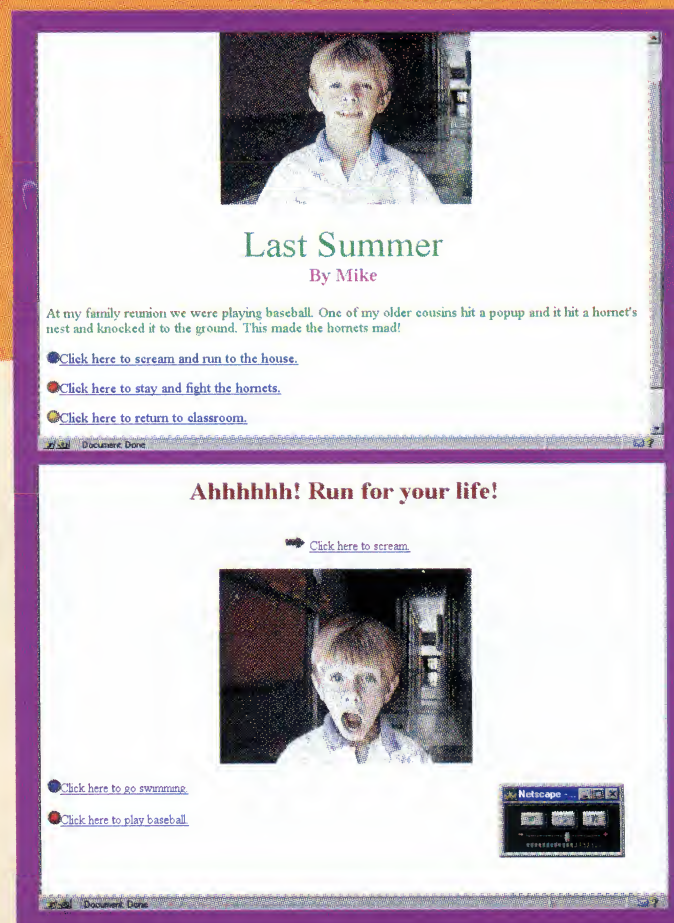 Last Summer
By Mike
At my family reunion we were playing baseball. One of my older cousins hit a popup and it hit a hornet's
nest and knocked it to the ground. This made the hornets mad!
Click here to scream and run to the house.
Click here to stay and fight the hornets.
Click here to return to classroom.
Document: Done
Ahhhhhh! Run for your life!
Click here to scream.
Click here to go swimming.
Click here to play baseball.
Netscape - ...
Document: Done